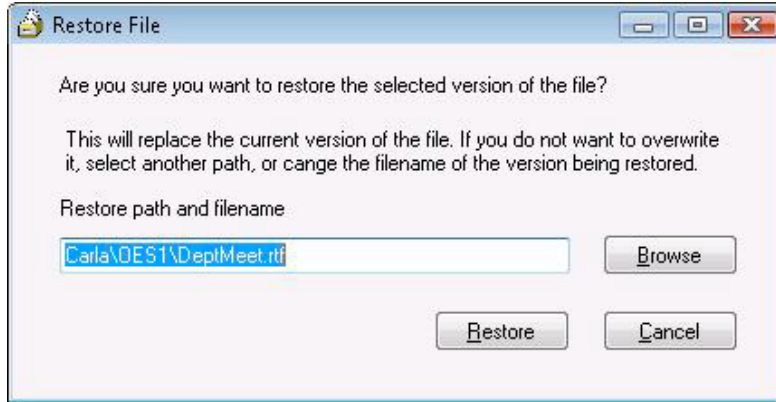 Restore File
Are you sure you want to restore the selected version of the file?
This will replace the current version of the file. If you do not want to overwrite
it, select another path, or cange the filename of the version being restored.
Restore path and filename
Carla\OES1\DeptMeet.rtf
Browse
Restore
Cancel